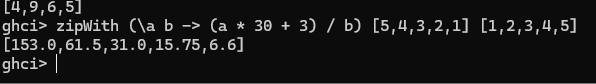 [4,9,6,5]
ghci> zipWith (\a b -> (a * 30 + 3) / b) [5,4,3,2,1] [1,2,3,4,5]
[153.0,61.5,31.0,15.75,6.6]
ghci>